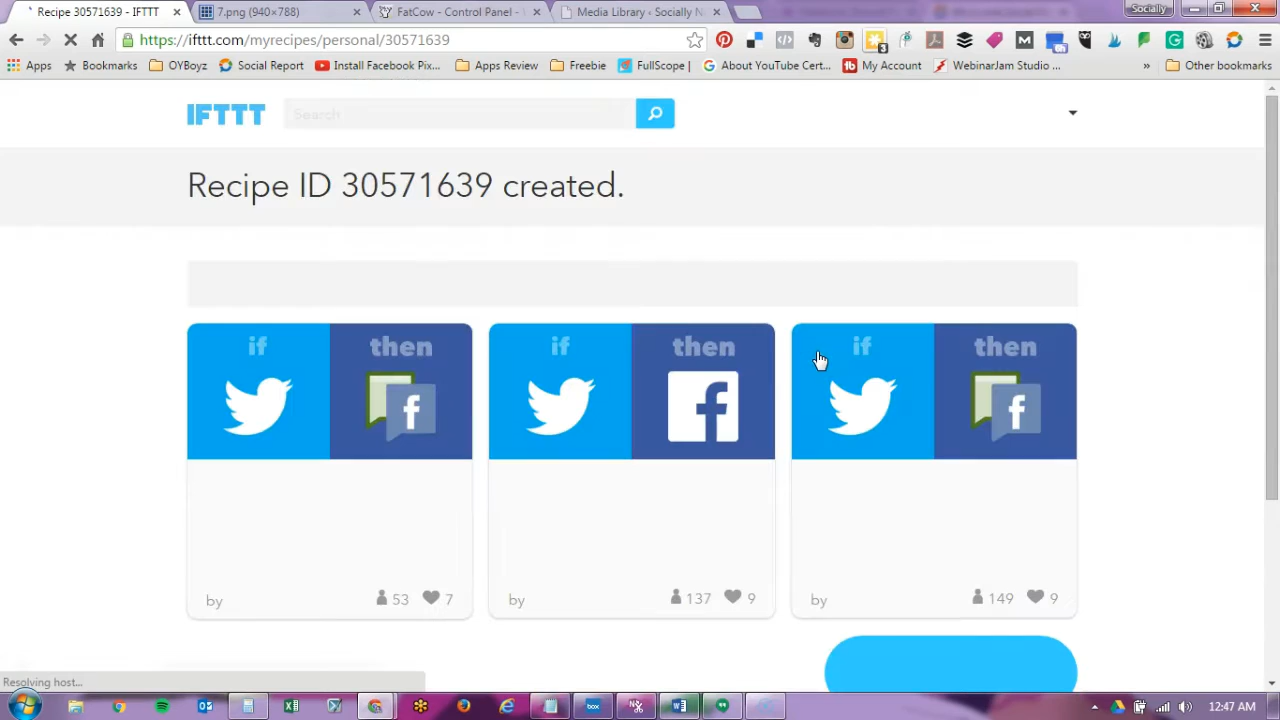 Recipe 30571639 - IFTTT
7.png (940×788)
FatCow - Control Panel -
Media Library ‹ Socially N
Socially
https://ifttt.com/myrecipes/personal/30571639
Apps
Bookmarks
OYBoyz
Social Report
Install Facebook Pix...
Apps Review
Freebie
FullScope |
About YouTube Cert...
My Account
WebinarJam Studio ...
»
Other bookmarks
IFTTT
Search
Recipe ID 30571639 created.
if then
if then
if then
by 53 7
by 137 9
by 149 9
Resolving host...
12:47 AM